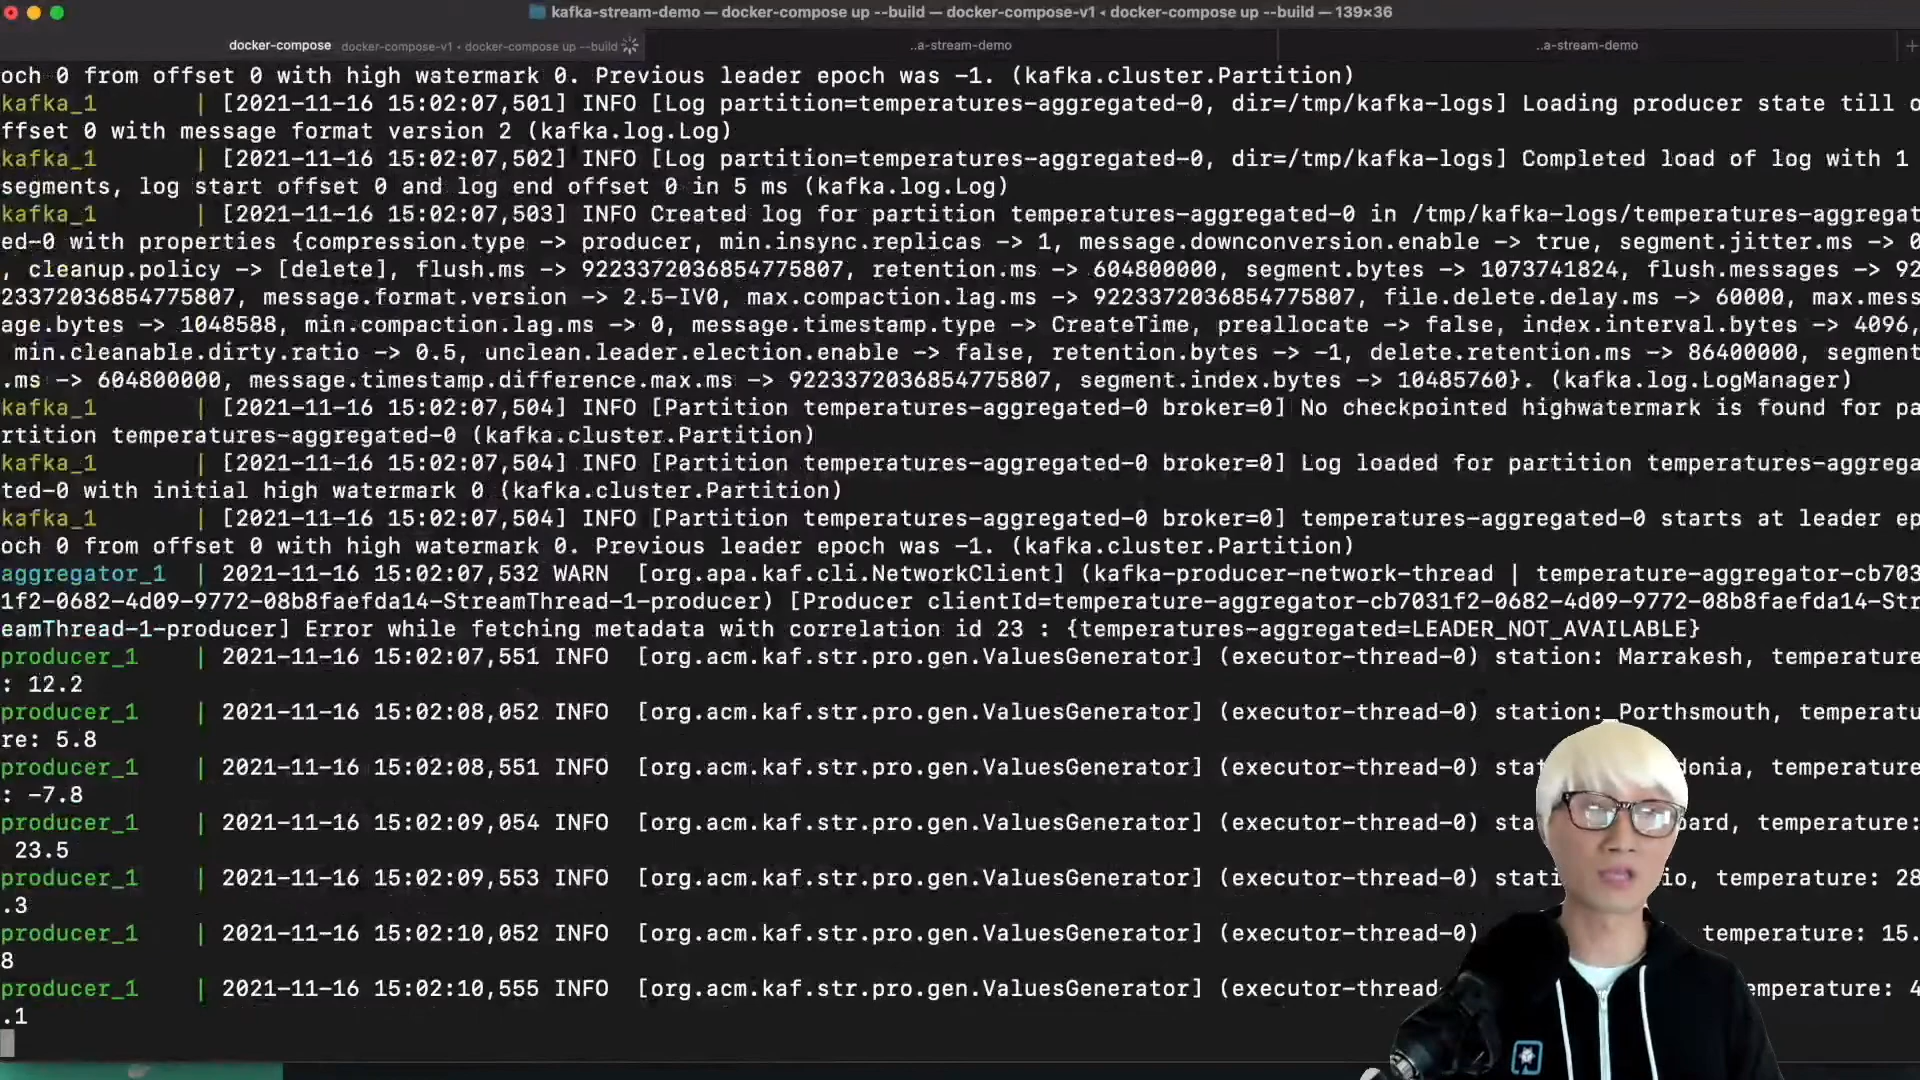 kafka-stream-demo — docker-compose up --build — docker-compose-v1 ◂ docker-compose up --build — 139×36
docker-compose docker-compose-v1 ◂ docker-compose up --build
..a-stream-demo
..a-stream-demo
och 0 from offset 0 with high watermark 0. Previous leader epoch was -1. (kafka.cluster.Partition)
kafka_1 | [2021-11-16 15:02:07,501] INFO [Log partition=temperatures-aggregated-0, dir=/tmp/kafka-logs] Loading producer state till o
ffset 0 with message format version 2 (kafka.log.Log)
kafka_1 | [2021-11-16 15:02:07,502] INFO [Log partition=temperatures-aggregated-0, dir=/tmp/kafka-logs] Completed load of log with 1
segments, log start offset 0 and log end offset 0 in 5 ms (kafka.log.Log)
kafka_1 | [2021-11-16 15:02:07,503] INFO Created log for partition temperatures-aggregated-0 in /tmp/kafka-logs/temperatures-aggregat
ed-0 with properties {compression.type -> producer, min.insync.replicas -> 1, message.downconversion.enable -> true, segment.jitter.ms -> 0
, cleanup.policy -> [delete], flush.ms -> 9223372036854775807, retention.ms -> 604800000, segment.bytes -> 1073741824, flush.messages -> 92
23372036854775807, message.format.version -> 2.5-IV0, max.compaction.lag.ms -> 9223372036854775807, file.delete.delay.ms -> 60000, max.mess
age.bytes -> 1048588, min.compaction.lag.ms -> 0, message.timestamp.type -> CreateTime, preallocate -> false, index.interval.bytes -> 4096,
min.cleanable.dirty.ratio -> 0.5, unclean.leader.election.enable -> false, retention.bytes -> -1, delete.retention.ms -> 86400000, segment
.ms -> 604800000, message.timestamp.difference.max.ms -> 9223372036854775807, segment.index.bytes -> 10485760}. (kafka.log.LogManager)
kafka_1 | [2021-11-16 15:02:07,504] INFO [Partition temperatures-aggregated-0 broker=0] No checkpointed highwatermark is found for pa
rtition temperatures-aggregated-0 (kafka.cluster.Partition)
kafka_1 | [2021-11-16 15:02:07,504] INFO [Partition temperatures-aggregated-0 broker=0] Log loaded for partition temperatures-aggrega
ted-0 with initial high watermark 0 (kafka.cluster.Partition)
kafka_1 | [2021-11-16 15:02:07,504] INFO [Partition temperatures-aggregated-0 broker=0] temperatures-aggregated-0 starts at leader ep
och 0 from offset 0 with high watermark 0. Previous leader epoch was -1. (kafka.cluster.Partition)
aggregator_1 | 2021-11-16 15:02:07,532 WARN [org.apa.kaf.cli.NetworkClient] (kafka-producer-network-thread | temperature-aggregator-cb703
1f2-0682-4d09-9772-08b8faefda14-StreamThread-1-producer) [Producer clientId=temperature-aggregator-cb7031f2-0682-4d09-9772-08b8faefda14-Str
eamThread-1-producer] Error while fetching metadata with correlation id 23 : {temperatures-aggregated=LEADER_NOT_AVAILABLE}
producer_1 | 2021-11-16 15:02:07,551 INFO [org.acm.kaf.str.pro.gen.ValuesGenerator] (executor-thread-0) station: Marrakesh, temperature
: 12.2
producer_1 | 2021-11-16 15:02:08,052 INFO [org.acm.kaf.str.pro.gen.ValuesGenerator] (executor-thread-0) station: Porthsmouth, temperatu
re: 5.8
producer_1 | 2021-11-16 15:02:08,551 INFO [org.acm.kaf.str.pro.gen.ValuesGenerator] (executor-thread-0) temperature
: -7.8
producer_1 | 2021-11-16 15:02:09,054 INFO [org.acm.kaf.str.pro.gen.ValuesGenerator] (executor-thread-0) temperature:
23.5
producer_1 | 2021-11-16 15:02:09,553 INFO [org.acm.kaf.str.pro.gen.ValuesGenerator] (executor-thread-0) temperature: 28
.3
producer_1 | 2021-11-16 15:02:10,052 INFO [org.acm.kaf.str.pro.gen.ValuesGenerator] (executor-thread-0) temperature: 15.
8
producer_1 | 2021-11-16 15:02:10,555 INFO [org.acm.kaf.str.pro.gen.ValuesGenerator] (executor-thread- emperature: 4
.1